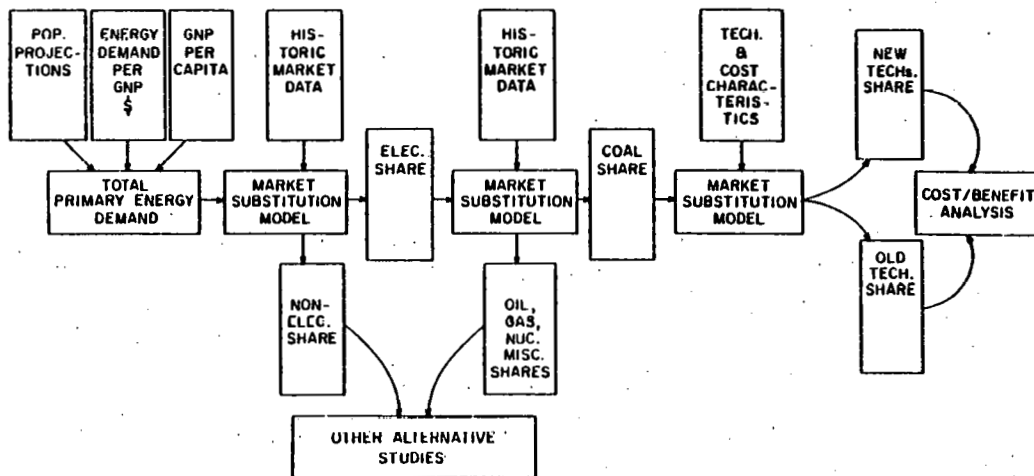 POP.
PROJEC-
TIONS
ENERGY
DEMAND
PER
GNP
$
GNP
PER
CAPITA
HIS-
TORIC
MARKET
DATA
HIS-
TORIC
MARKET
DATA
TECH.
&
COST
CHARAC-
TERIS-
TICS
NEW
TECHs.
SHARE
TOTAL
PRIMARY ENERGY
DEMAND
MARKET
SUBSTITUTION
MODEL
ELEC.
SHARE
MARKET
SUBSTITUTION
MODEL
COAL
SHARE
MARKET
SUBSTITUTION
MODEL
COST/BENEFIT
ANALYSIS
NON-
ELEC.
SHARE
OIL,
GAS,
NUC.
MISC.
SHARES
OLD
TECH.
SHARE
OTHER ALTERNATIVE
STUDIES